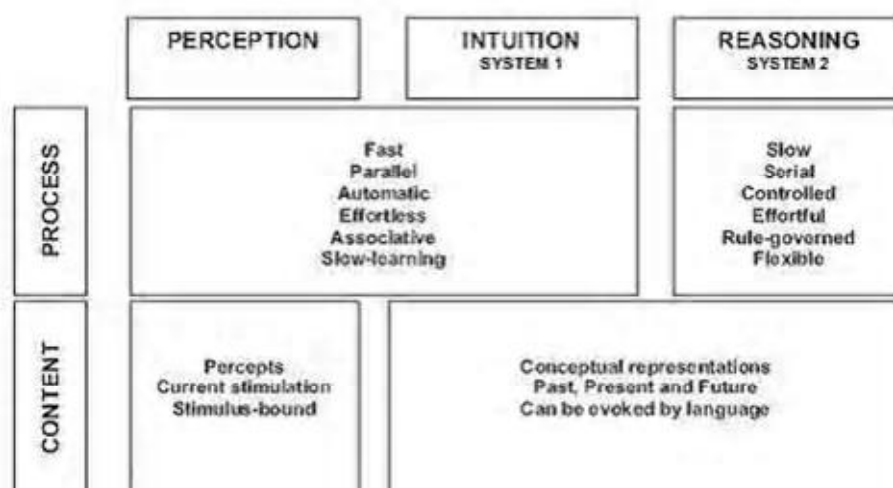 PERCEPTION
INTUITION
SYSTEM 1
REASONING
SYSTEM 2
PROCESS
Fast
Parallel
Automatic
Effortless
Associative
Slow-learning
Slow
Serial
Controlled
Effortful
Rule-governed
Flexible
CONTENT
Percepts
Current stimulation
Stimulus-bound
Conceptual representations
Past, Present and Future
Can be evoked by language